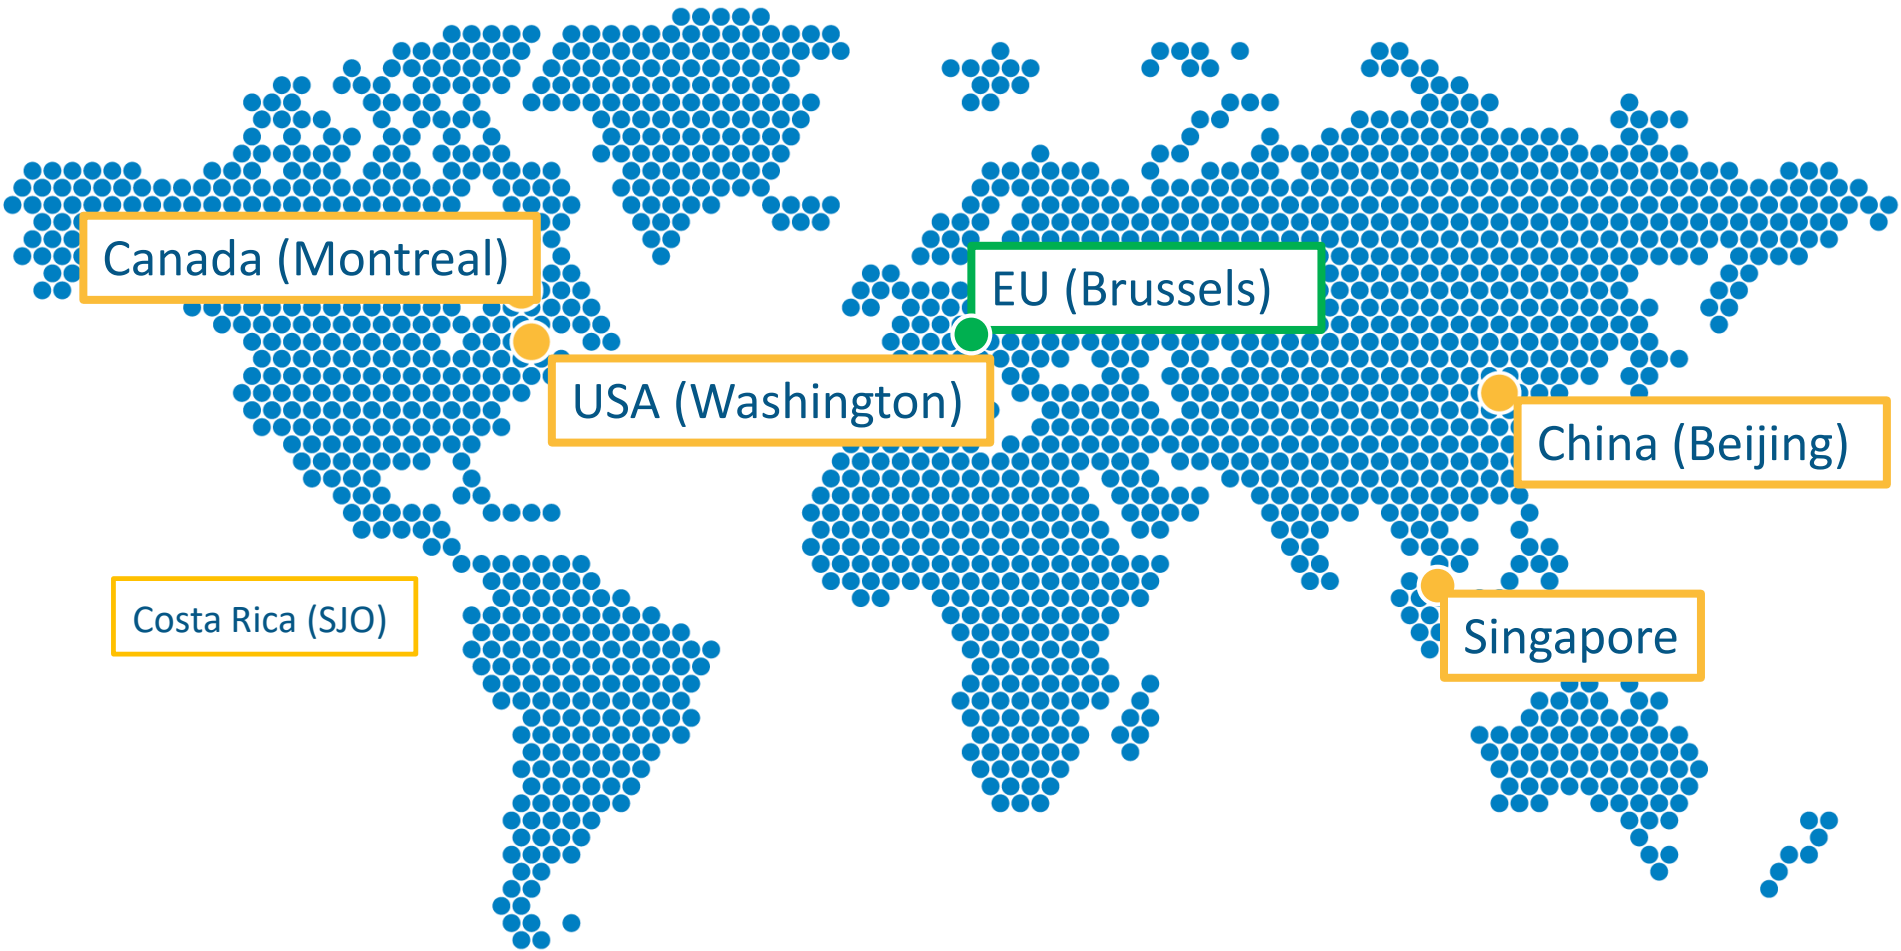 Canada (Montreal)
EU (Brussels)
USA (Washington)
China (Beijing)
Costa Rica (SJO)
Singapore